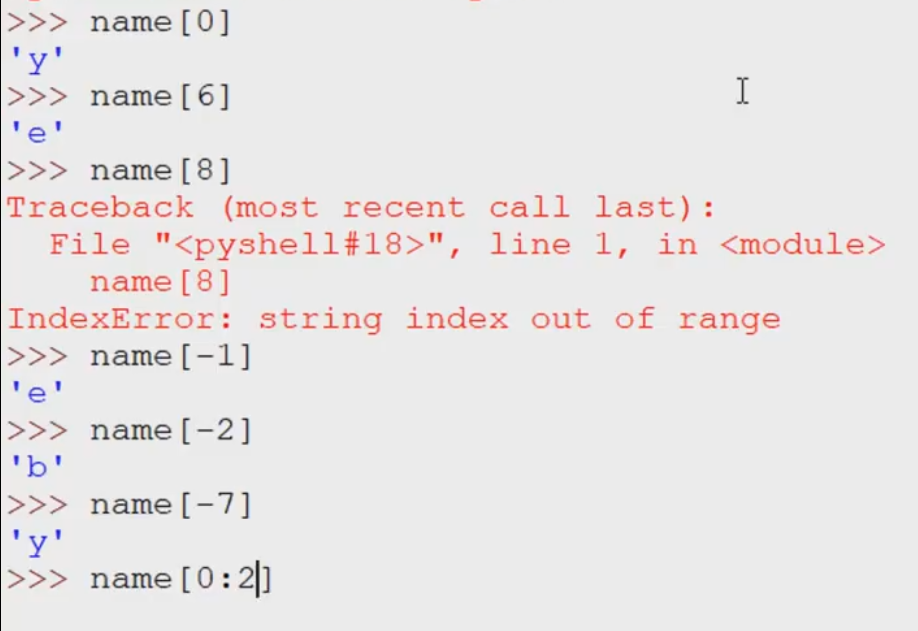 >>> name[0]
'y'
>>> name[6]
'e'
>>> name[8]
Traceback (most recent call last):
  File "<pyshell#18>", line 1, in <module>
    name[8]
IndexError: string index out of range
>>> name[-1]
'e'
>>> name[-2]
'b'
>>> name[-7]
'y'
>>> name[0:2]